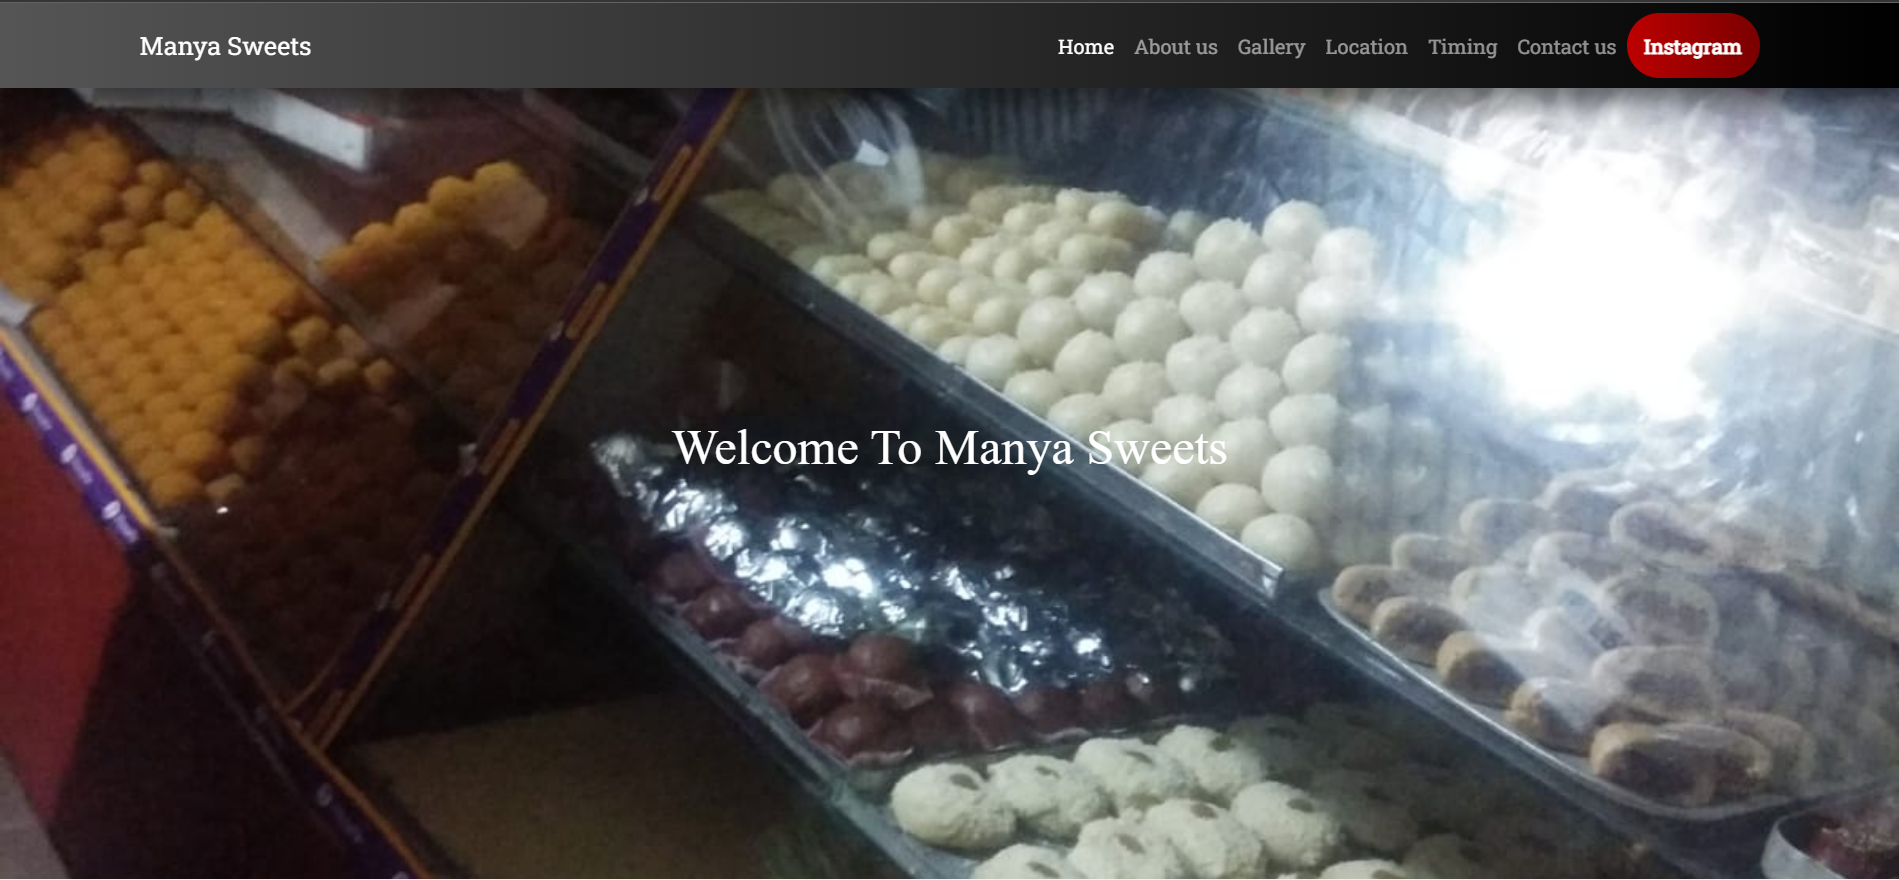 Manya Sweets
Home About us Gallery Location Timing Contact us Instagram
Welcome To Manya Sweets